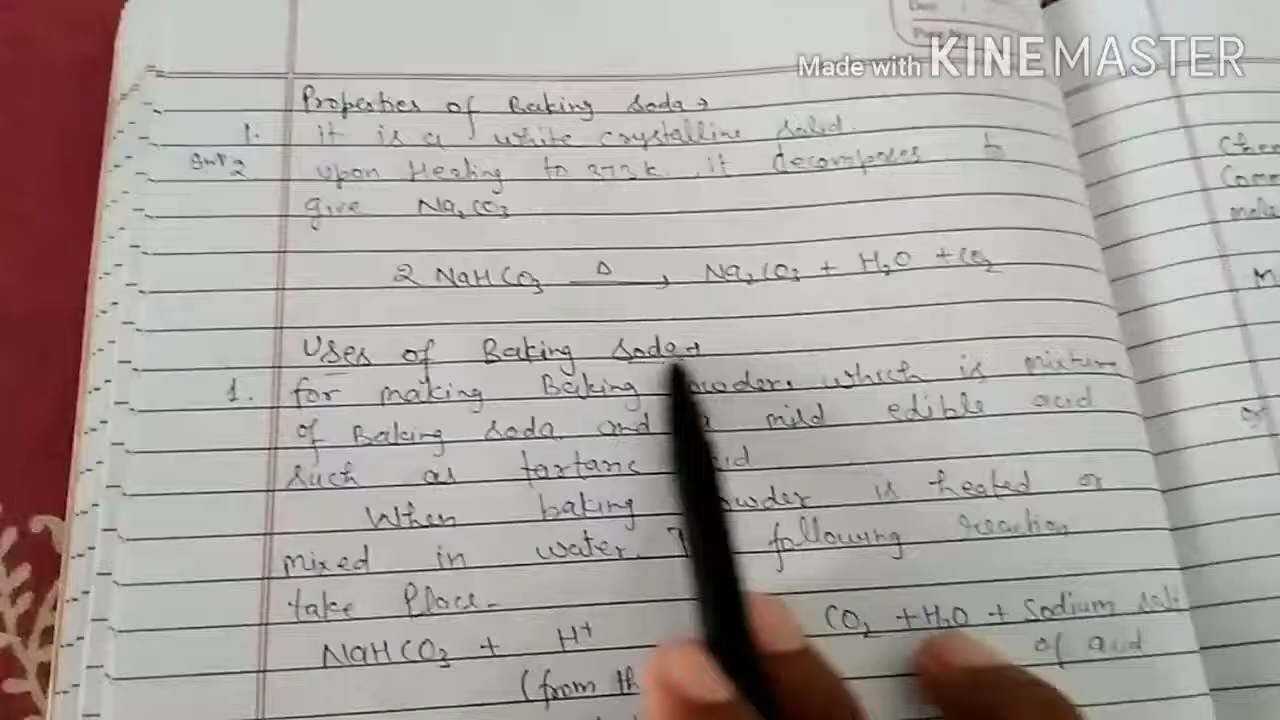 Made with KINEMASTER
Properties of Baking Soda →
1. it is a white crystalline solid.
2 upon Heating to 373 K, it decomposes to
give Na2CO3
2 NaHCO3 Δ → Na2CO3 + H2O + CO2
Uses of Baking Soda →
1. for making Baking powder, which is mixture
of Baking soda and a mild edible acid
such as tartaric
When baking is heated or
mixed in water. following reaction
take Place -
NaHCO3 + H+ CO2 + H2O + Sodium salt
of acid
(from